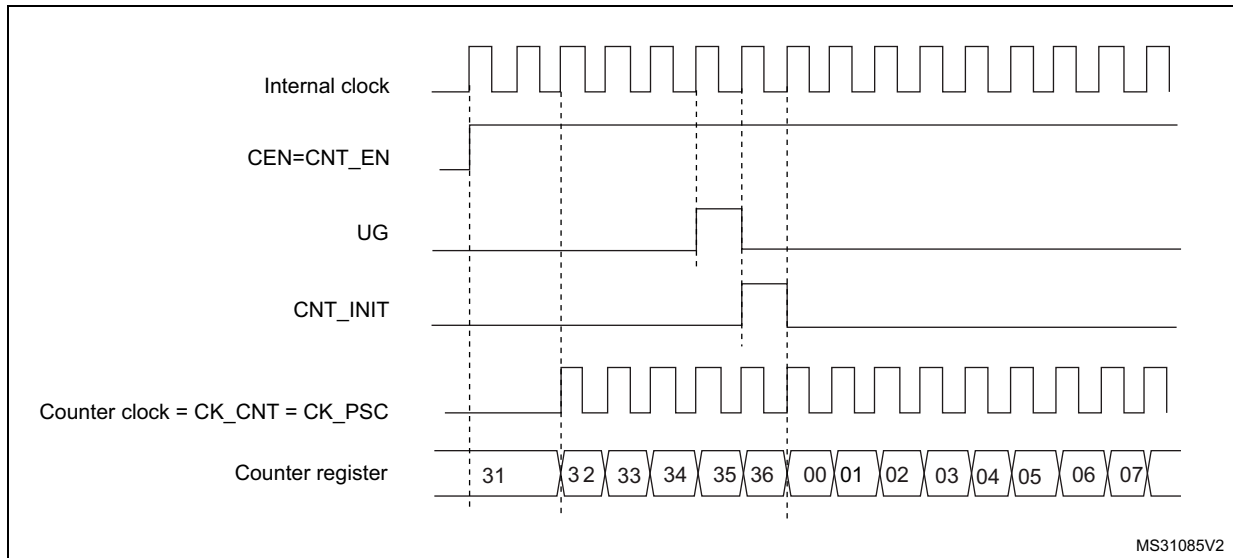 Internal clock
CEN=CNT_EN
UG
CNT_INIT
Counter clock = CK_CNT = CK_PSC
Counter register 31 32 33 34 35 36 00 01 02 03 04 05 06 07
MS31085V2